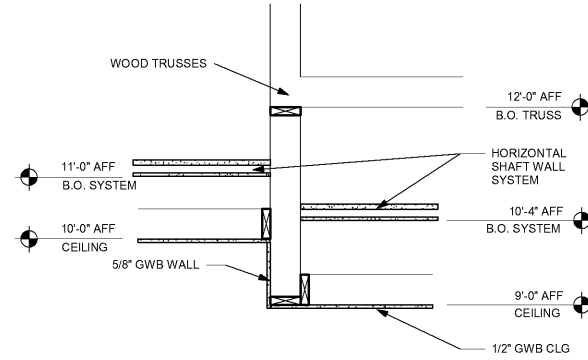 WOOD TRUSSES
12'-0" AFF
B.O. TRUSS
11'-0" AFF
B.O. SYSTEM
HORIZONTAL
SHAFT WALL
SYSTEM
10'-4" AFF
B.O. SYSTEM
10'-0" AFF
CEILING
5/8" GWB WALL
9'-0" AFF
CEILING
1/2" GWB CLG